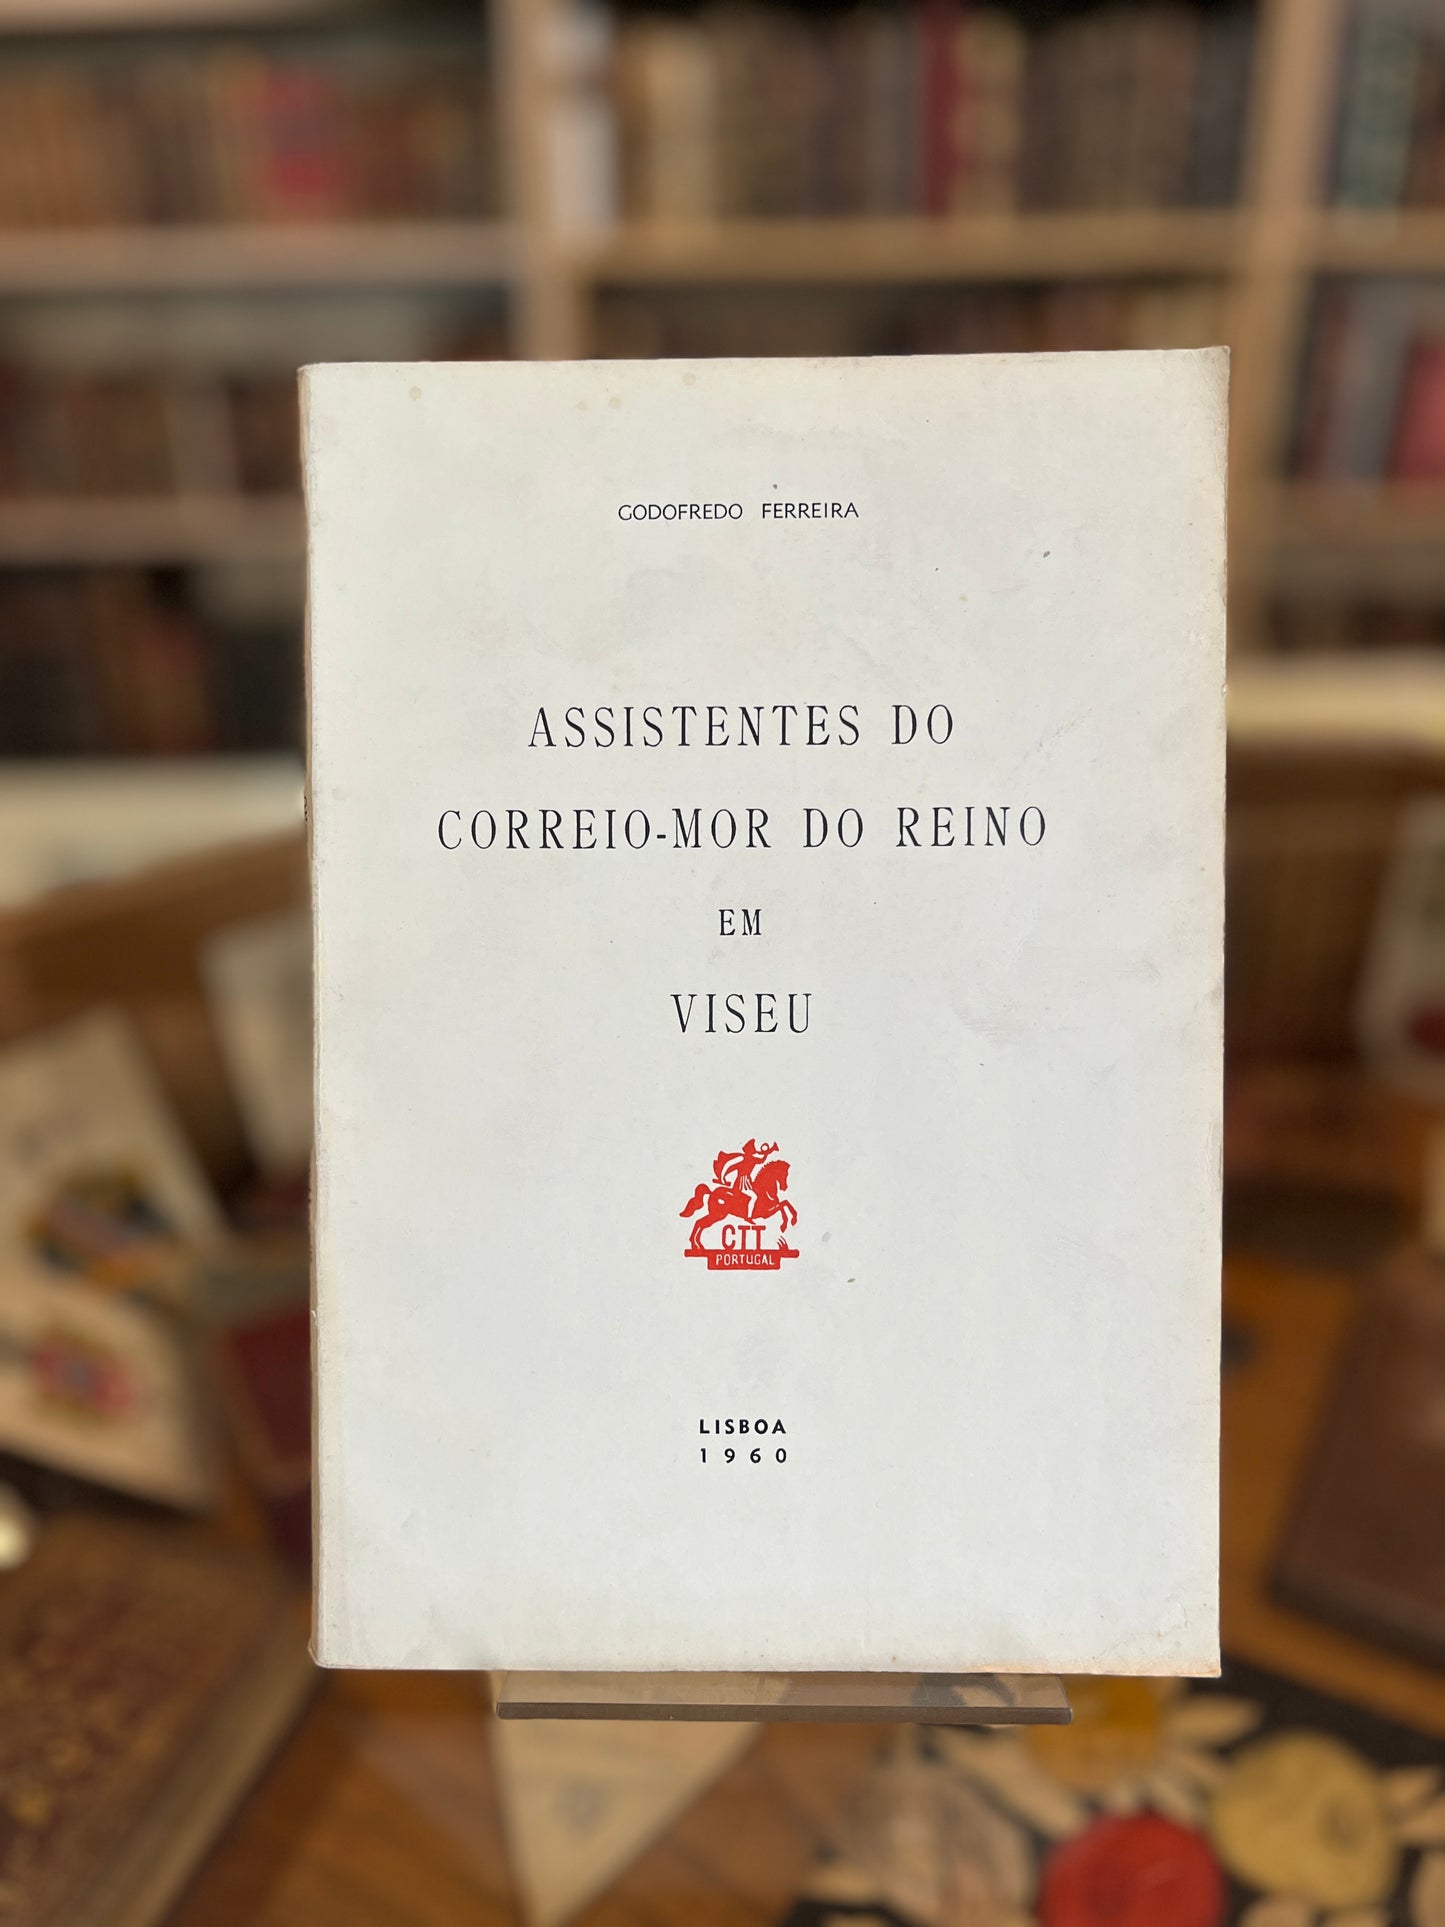 GODOFREDO FERREIRA
ASSISTENTES DO
CORREIO-MOR DO REINO
EM
VISEU
CTT
PORTUGAL
LISBOA
1960